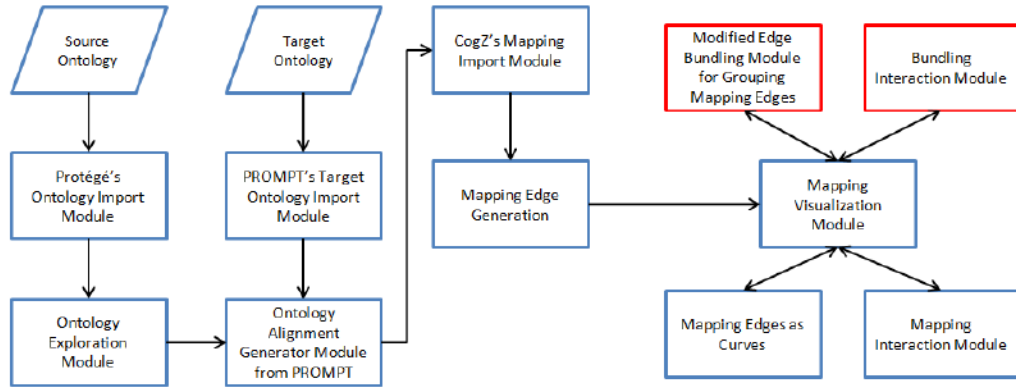 Source
Ontology
Target
Ontology
CogZ's Mapping
Import Module
Modified Edge
Bundling Module
for Grouping
Mapping Edges
Bundling
Interaction Module
Protégé's
Ontology Import
Module
PROMPT's Target
Ontology Import
Module
Mapping Edge
Generation
Mapping
Visualization
Module
Ontology
Exploration
Module
Ontology
Alignment
Generator Module
from PROMPT
Mapping Edges as
Curves
Mapping
Interaction Module